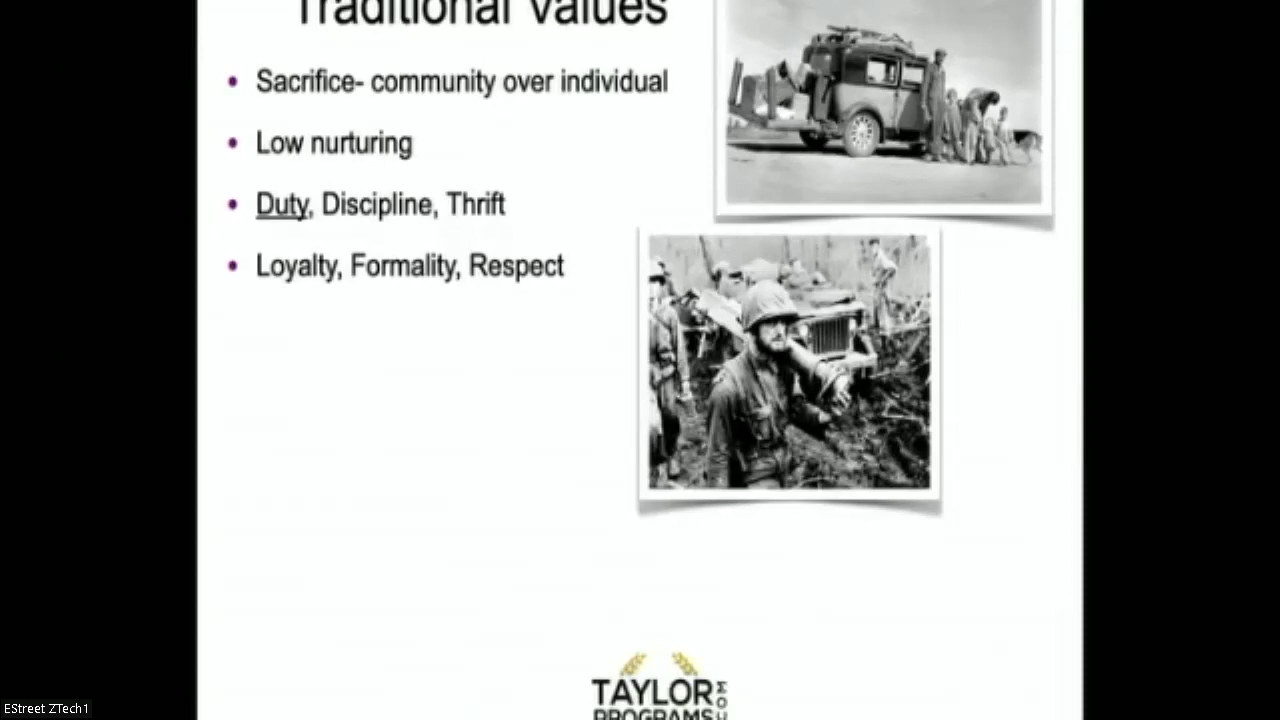 Traditional Values
• Sacrifice- community over individual
• Low nurturing
• Duty, Discipline, Thrift
• Loyalty, Formality, Respect
TAYLOR
PROGRAMS
EStreet ZTech1